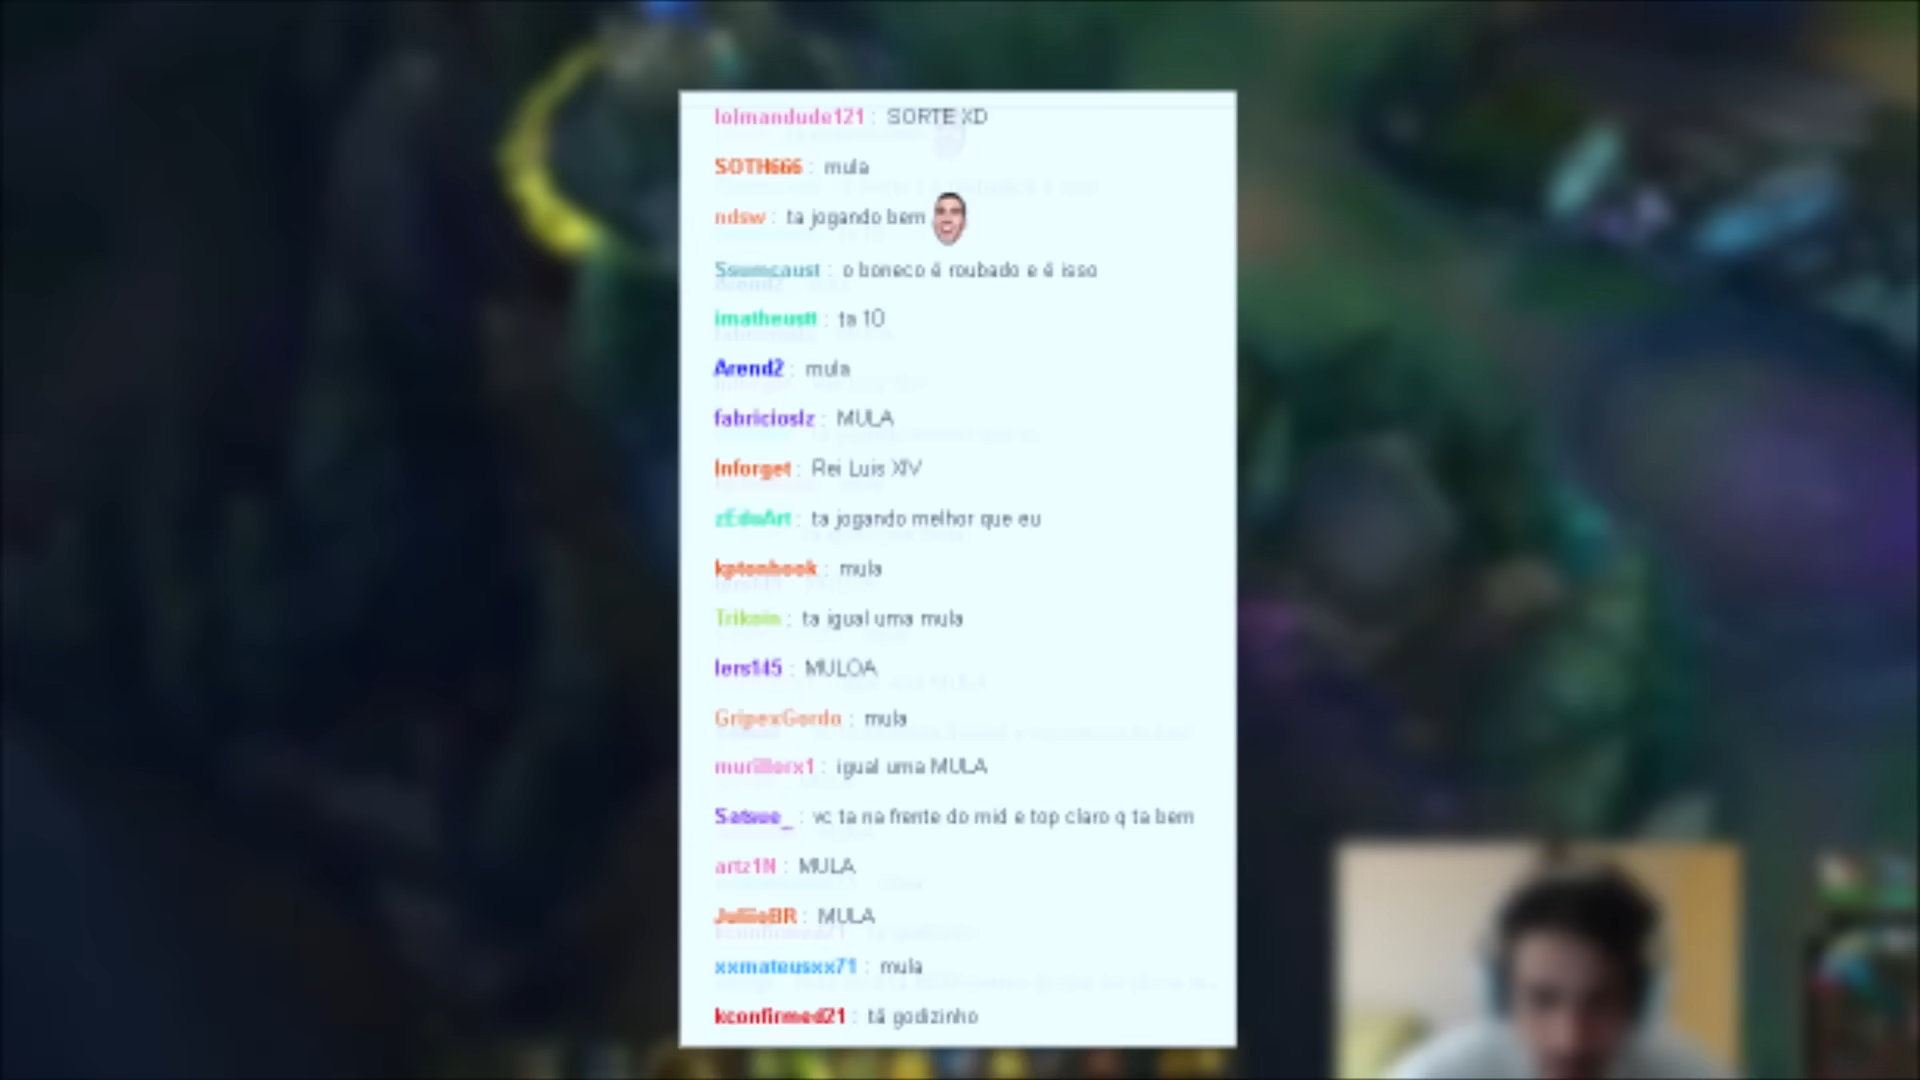 lolmandude121 : SORTE XD
SOTH666 : mula
ndsw : ta jogando bem
Ssumcaust : o boneco é roubado e é isso
imatheustt : ta 10
Arend2 : mula
fabricioslz : MULA
Inforget : Rei Luis XIV
zEduArt : ta jogando melhor que eu
kptonhook : mula
Trikoin : ta igual uma mula
lers145 : MULOA
GripexGordo : mula
murillorx1 : igual uma MULA
Satsue_ : vc ta na frente do mid e top claro q ta bem
artz1N : MULA
JuliioBR : MULA
xxmateusxx71 : mula
kconfirmed21 : tá godizinho